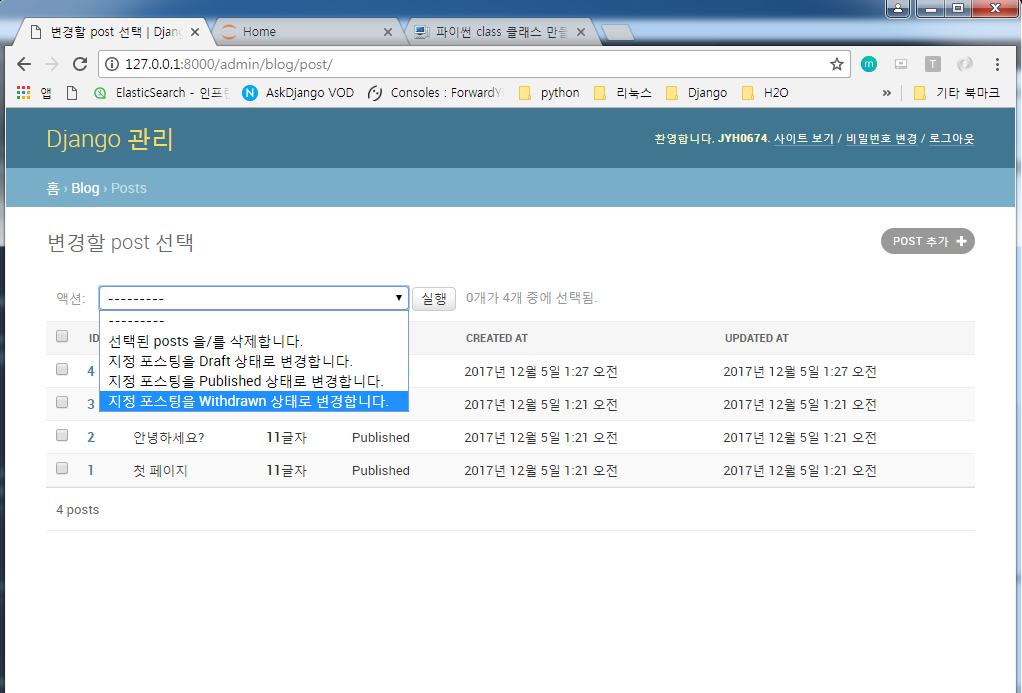 변경할 post 선택 | Djang
Home
파이썬 class 클래스 만들
127.0.0.1:8000/admin/blog/post/
m
T
앱
ElasticSearch - 인프런
N
AskDjango VOD
Consoles : ForwardY
python
리눅스
Django
H2O
»
기타 북마크
Django 관리
환영합니다, JYH0674. 사이트 보기 / 비밀번호 변경 / 로그아웃
홈 › Blog › Posts
변경할 post 선택
POST 추가 +
액션: --------- 실행 0개가 4개 중에 선택됨.
---------
선택된 posts 을/를 삭제합니다.
지정 포스팅을 Draft 상태로 변경합니다.
지정 포스팅을 Published 상태로 변경합니다.
지정 포스팅을 Withdrawn 상태로 변경합니다.
ID CREATED AT UPDATED AT
4 2017년 12월 5일 1:27 오전 2017년 12월 5일 1:27 오전
3 2017년 12월 5일 1:21 오전 2017년 12월 5일 1:21 오전
2 안녕하세요? 11글자 Published 2017년 12월 5일 1:21 오전 2017년 12월 5일 1:21 오전
1 첫 페이지 11글자 Published 2017년 12월 5일 1:21 오전 2017년 12월 5일 1:21 오전
4 posts